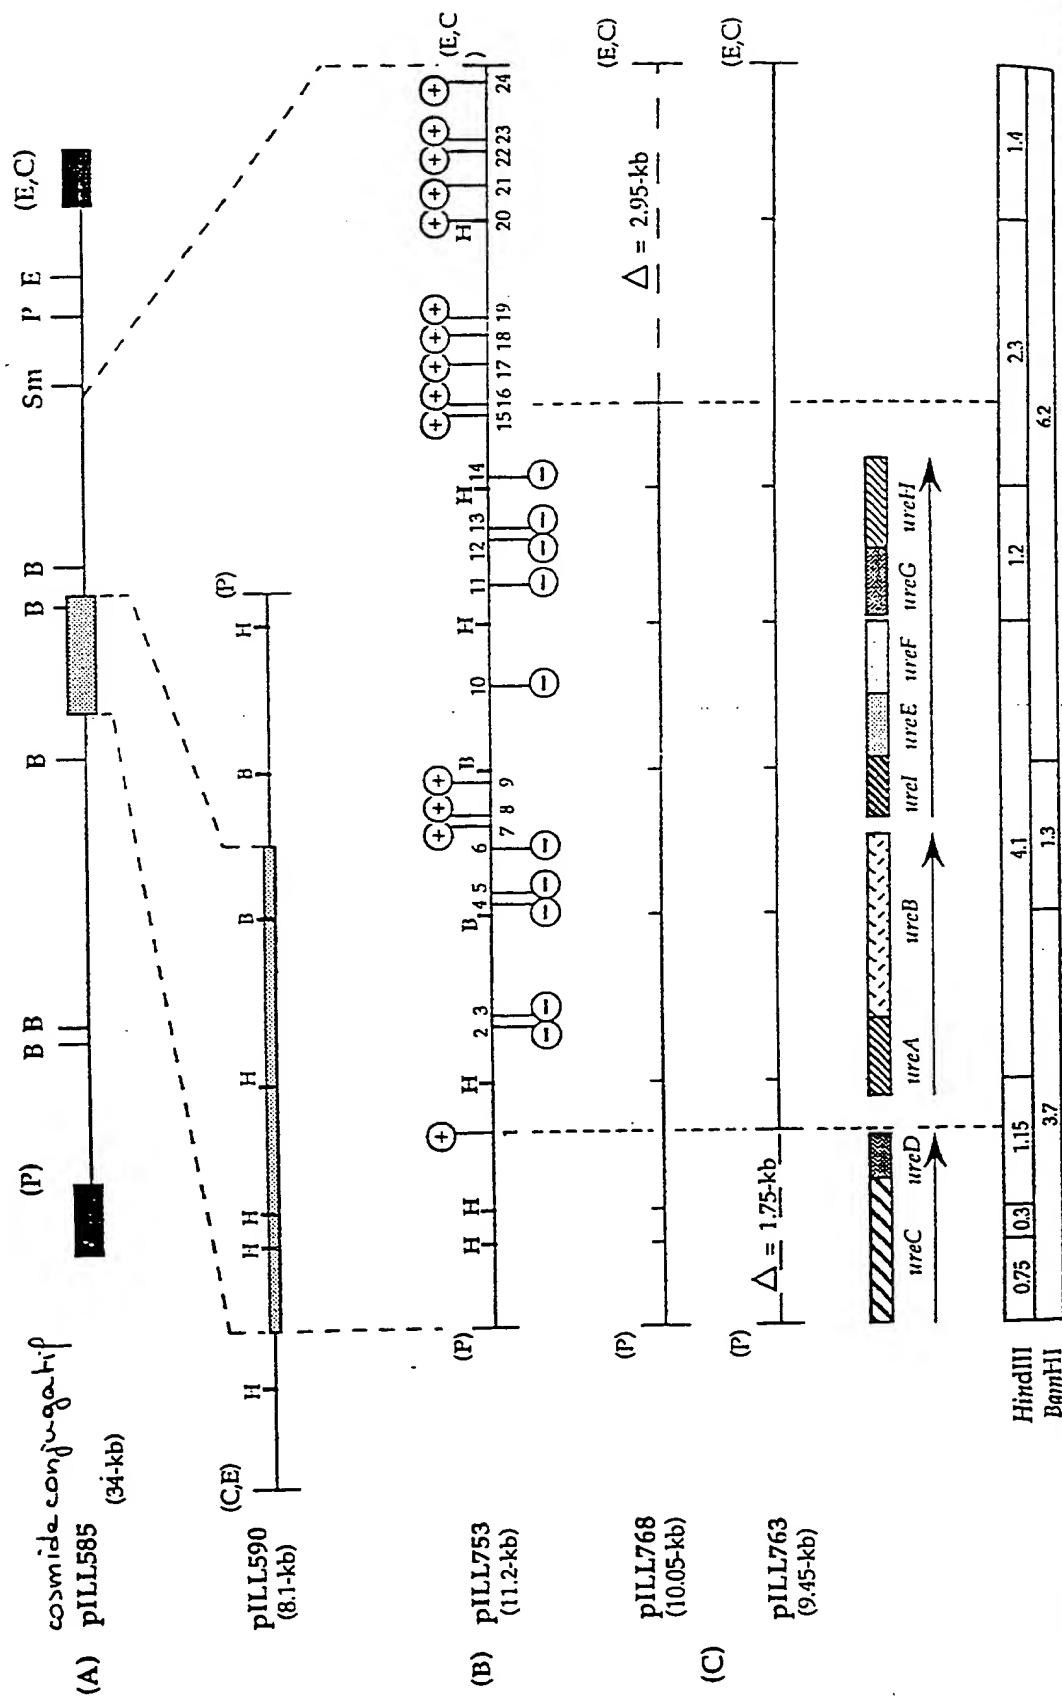 cosmide conjugatif
(A) pILL585
(34-kb)
(P) B B B B B Sm P E (E,C)
pILL590
(8.1-kb)
(C,E) H H H H B B H (P)
(B) pILL753
(11.2-kb)
(P) H H H B B H H H (E,C
)
+ + + + + + + + + + + + + +
1 2 3 14 5 6 7 8 9 10 11 12 13 14 15 16 17 18 19 20 21 22 23 24
− − − − − − − − − −
pILL768
(10.05-kb)
(P) Δ = 2.95-kb (E,C)
(C) pILL763
(9.45-kb)
(P) Δ = 1.75-kb (E,C)
ureC ureD ureA ureB ureI ureE ureF ureG ureH
HindIII 0.75 0.3 1.15 4.1 1.2 2.3 1.4
BamHI 3.7 1.3 6.2